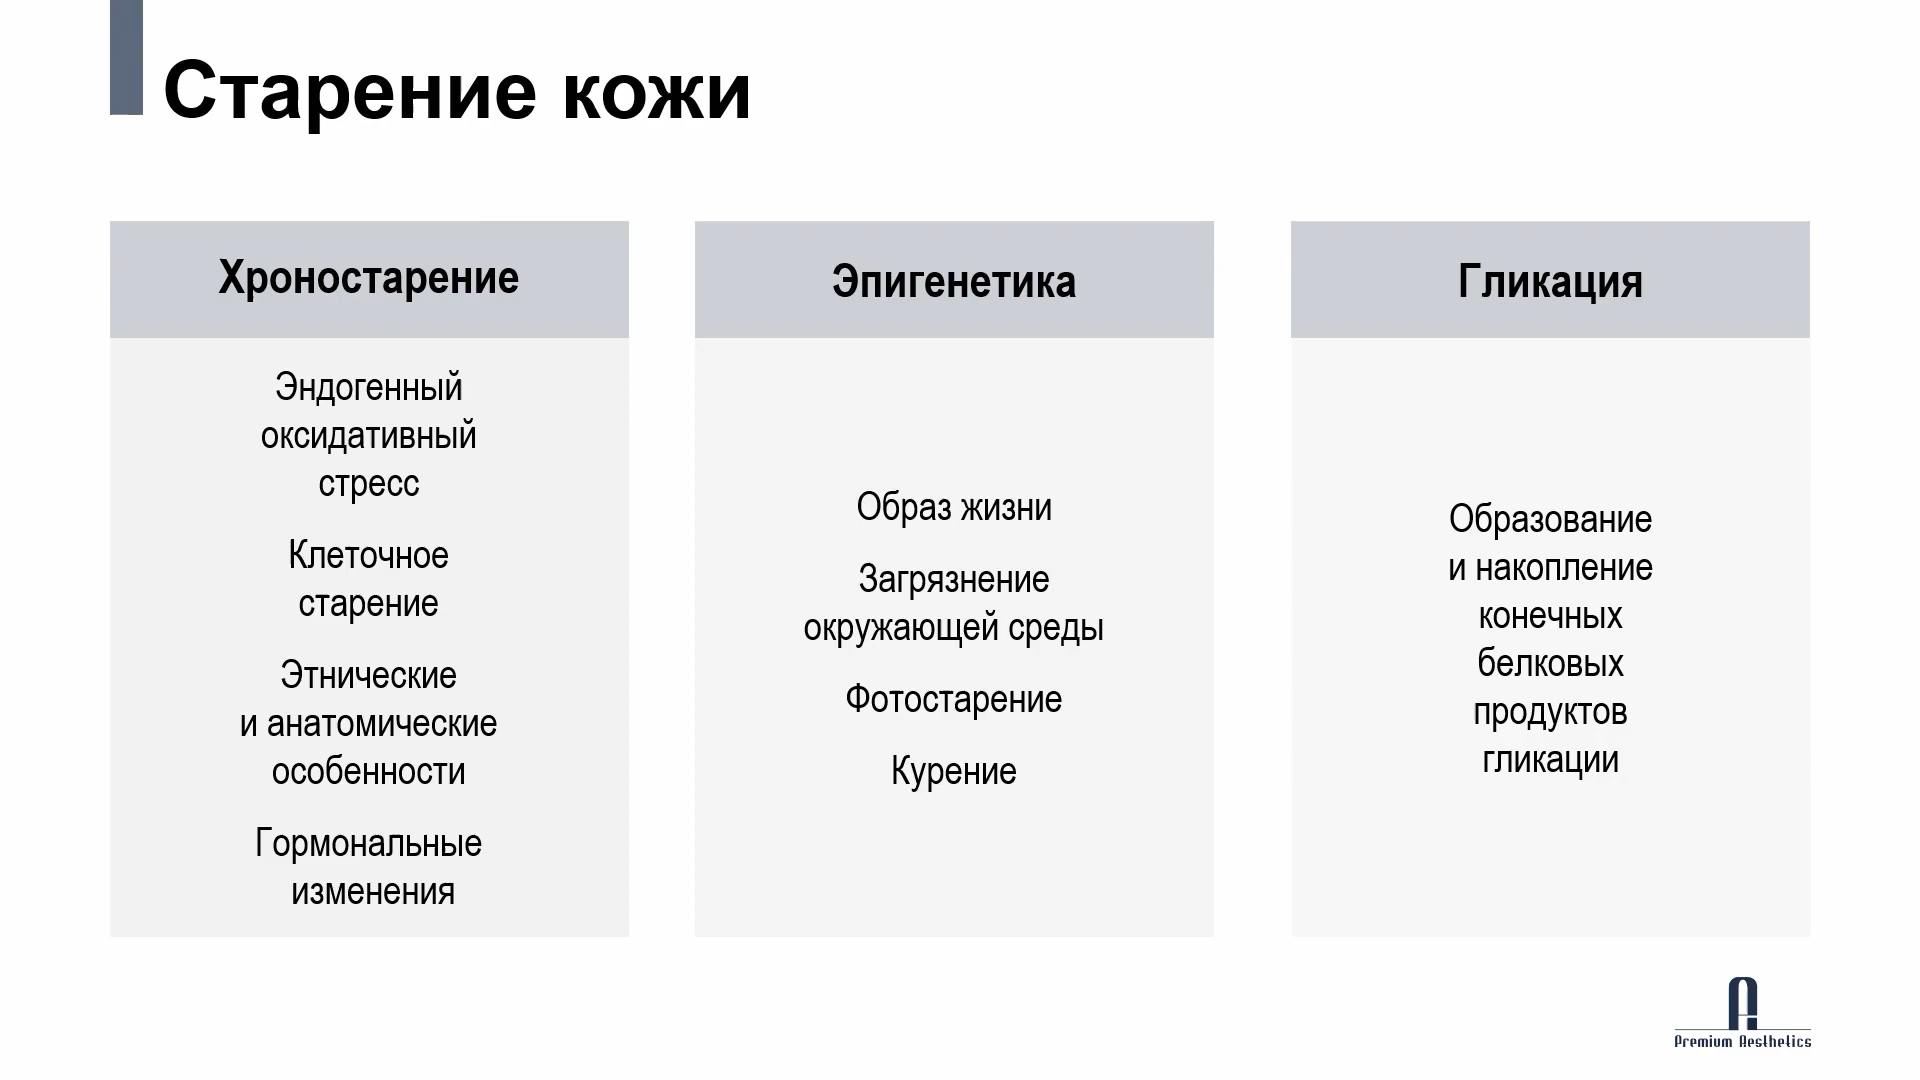 Старение кожи
Хроностарение
Эндогенный
оксидативный
стресс
Клеточное
старение
Этнические
и анатомические
особенности
Гормональные
изменения
Эпигенетика
Образ жизни
Загрязнение
окружающей среды
Фотостарение
Курение
Гликация
Образование
и накопление
конечных
белковых
продуктов
гликации
Premium Aesthetics